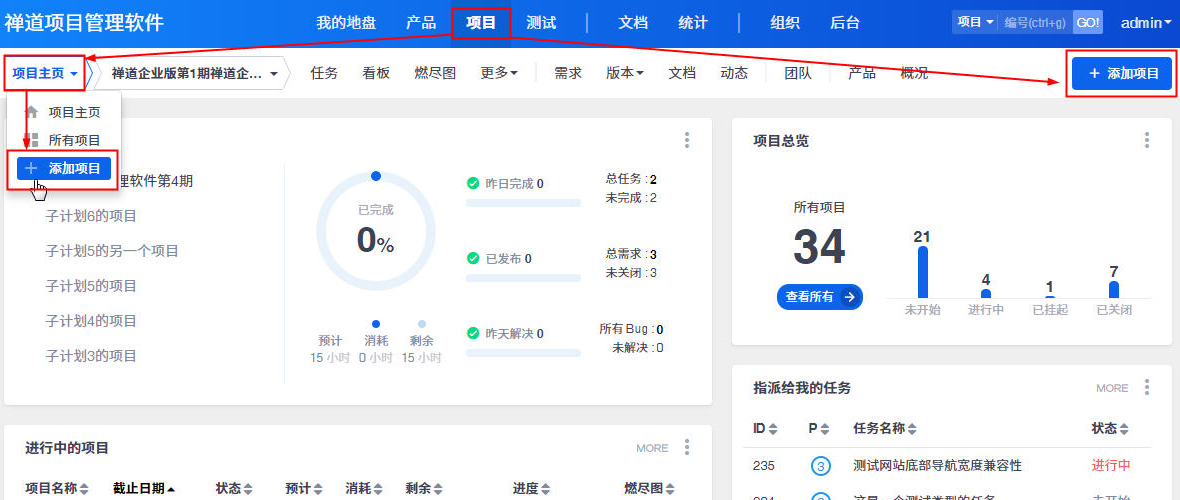 禅道项目管理软件 我的地盘 产品 项目 测试 文档 统计 组织 后台 项目 编号(ctrl+g) GO! admin
项目主页 禅道企业版第1期禅道企... 任务 看板 燃尽图 更多 需求 版本 文档 动态 团队 产品 概况 + 添加项目
项目主页
所有项目
+ 添加项目
理软件第4期
子计划6的项目
子计划5的另一个项目
子计划5的项目
子计划4的项目
子计划3的项目
已完成
0%
预计 消耗 剩余
15 小时 0 小时 15 小时
昨日完成 0
总任务 : 2
未完成 : 2
已发布 0
总需求 : 3
未关闭 : 3
昨天解决 0
所有 Bug : 0
未解决 : 0
项目总览
所有项目
34
查看所有
21 4 1 7
未开始 进行中 已挂起 已关闭
进行中的项目 MORE
项目名称 截止日期 状态 预计 消耗 剩余 进度 燃尽图
指派给我的任务 MORE
ID P 任务名称 状态
235 3 测试网站底部导航宽度兼容性 进行中